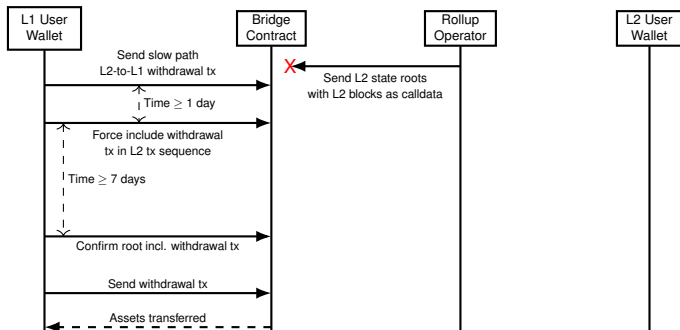 L1 User
Wallet
Bridge
Contract
Rollup
Operator
L2 User
Wallet
Send slow path
L2-to-L1 withdrawal tx
X
Send L2 state roots
with L2 blocks as calldata
Time ≥ 1 day
Force include withdrawal
tx in L2 tx sequence
Time ≥ 7 days
Confirm root incl. withdrawal tx
Send withdrawal tx
Assets transferred